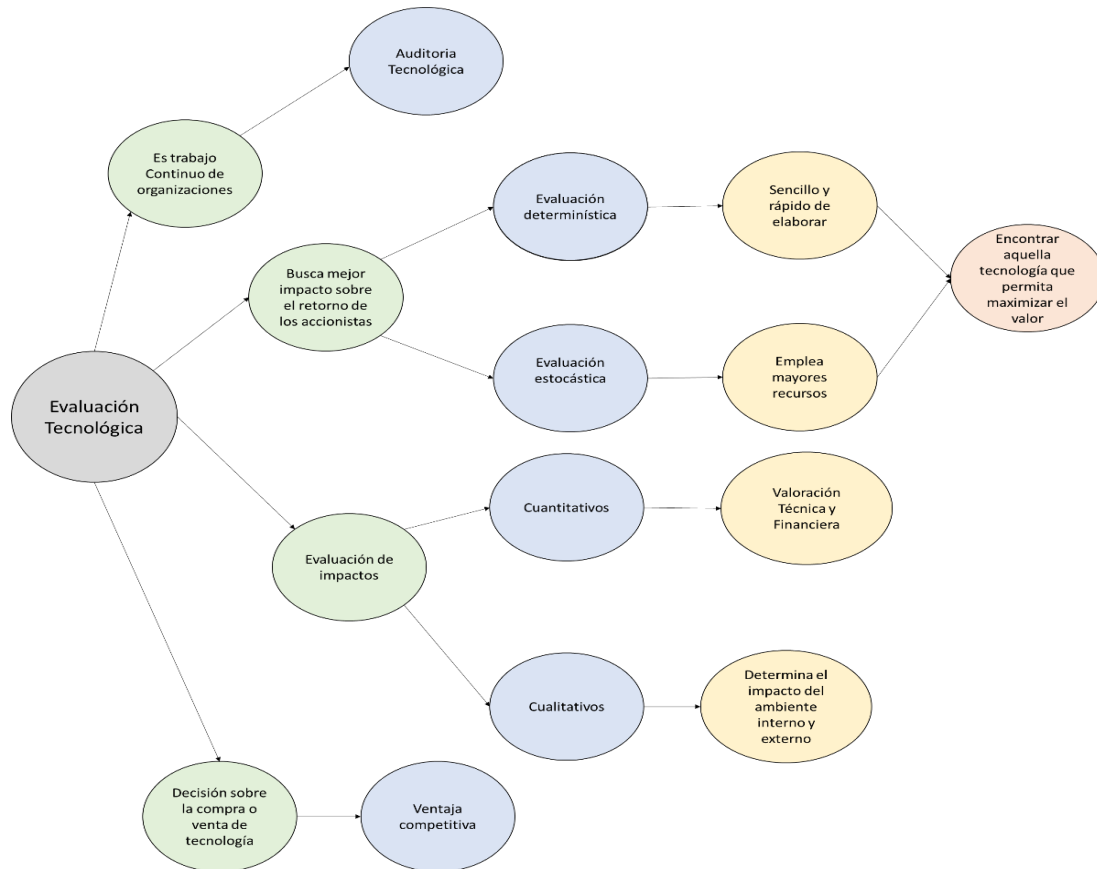 Auditoria
Tecnológica
Es trabajo
Continuo de
organizaciones
Evaluación
determinística
Sencillo y
rápido de
elaborar
Busca mejor
impacto sobre
el retorno de
los accionistas
Encontrar
aquella
tecnología que
permita
maximizar el
valor
Evaluación
estocástica
Emplea
mayores
recursos
Evaluación
Tecnológica
Cuantitativos
Valoración
Técnica y
Financiera
Evaluación de
impactos
Cualitativos
Determina el
impacto del
ambiente
interno y
externo
Decisión sobre
la compra o
venta de
tecnología
Ventaja
competitiva